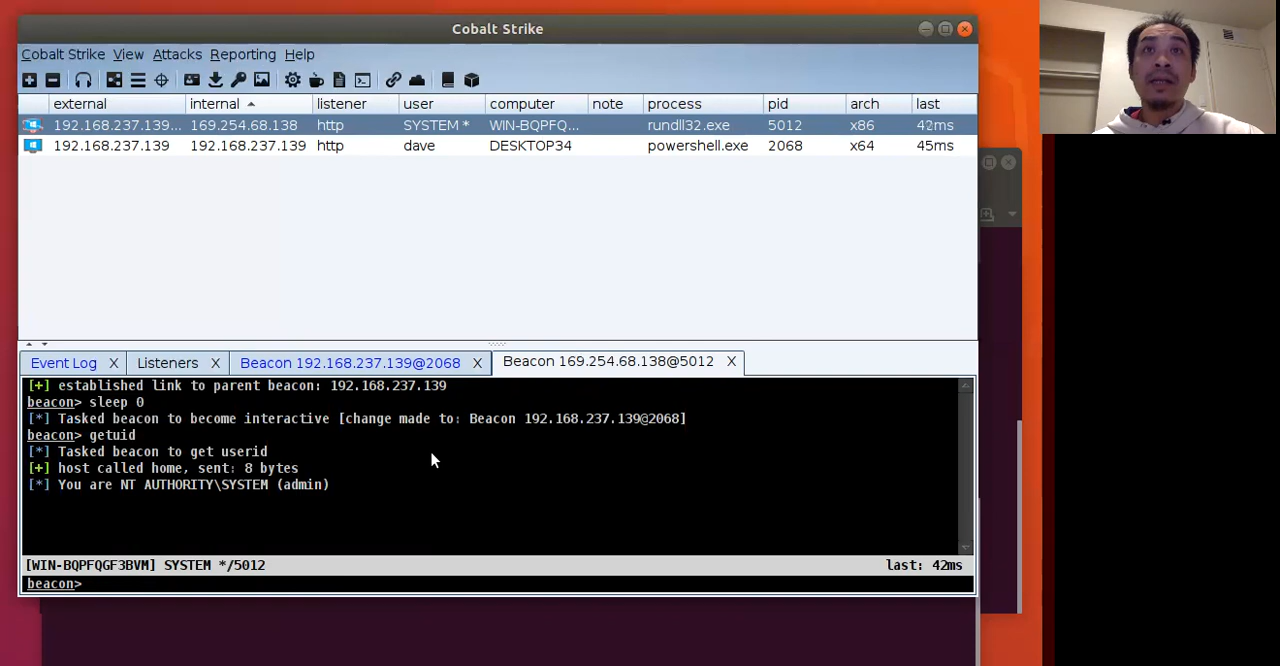 Cobalt Strike
Cobalt Strike View Attacks Reporting Help
external internal listener user computer note process pid arch last
192.168.237.139... 169.254.68.138 http SYSTEM * WIN-BQPFQ... rundll32.exe 5012 x86 42ms
192.168.237.139 192.168.237.139 http dave DESKTOP34 powershell.exe 2068 x64 45ms
Event Log X Listeners X Beacon 192.168.237.139@2068 X Beacon 169.254.68.138@5012 X
[+] established link to parent beacon: 192.168.237.139
beacon> sleep 0
[*] Tasked beacon to become interactive [change made to: Beacon 192.168.237.139@2068]
beacon> getuid
[*] Tasked beacon to get userid
[+] host called home, sent: 8 bytes
[*] You are NT AUTHORITY\SYSTEM (admin)
[WIN-BQPFQGF3BVM] SYSTEM */5012 last: 42ms
beacon>